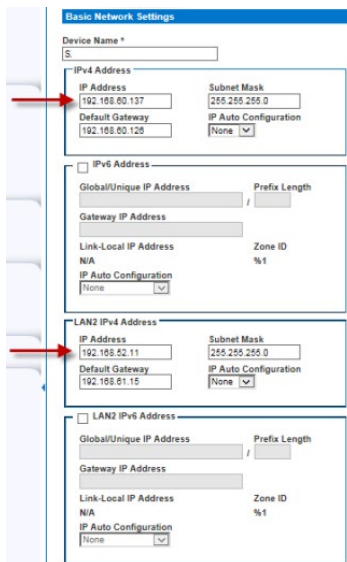 Basic Network Settings
Device Name *
S.
IPv4 Address
IP Address Subnet Mask
192.168.60.137 255.255.255.0
Default Gateway IP Auto Configuration
192.168.60.126 None
IPv6 Address
Global/Unique IP Address Prefix Length
/
Gateway IP Address
Link-Local IP Address Zone ID
N/A %1
IP Auto Configuration
None
LAN2 IPv4 Address
IP Address Subnet Mask
192.168.52.11 255.255.255.0
Default Gateway IP Auto Configuration
192.168.61.15 None
LAN2 IPv6 Address
Global/Unique IP Address Prefix Length
/
Gateway IP Address
Link-Local IP Address Zone ID
N/A %1
IP Auto Configuration
None